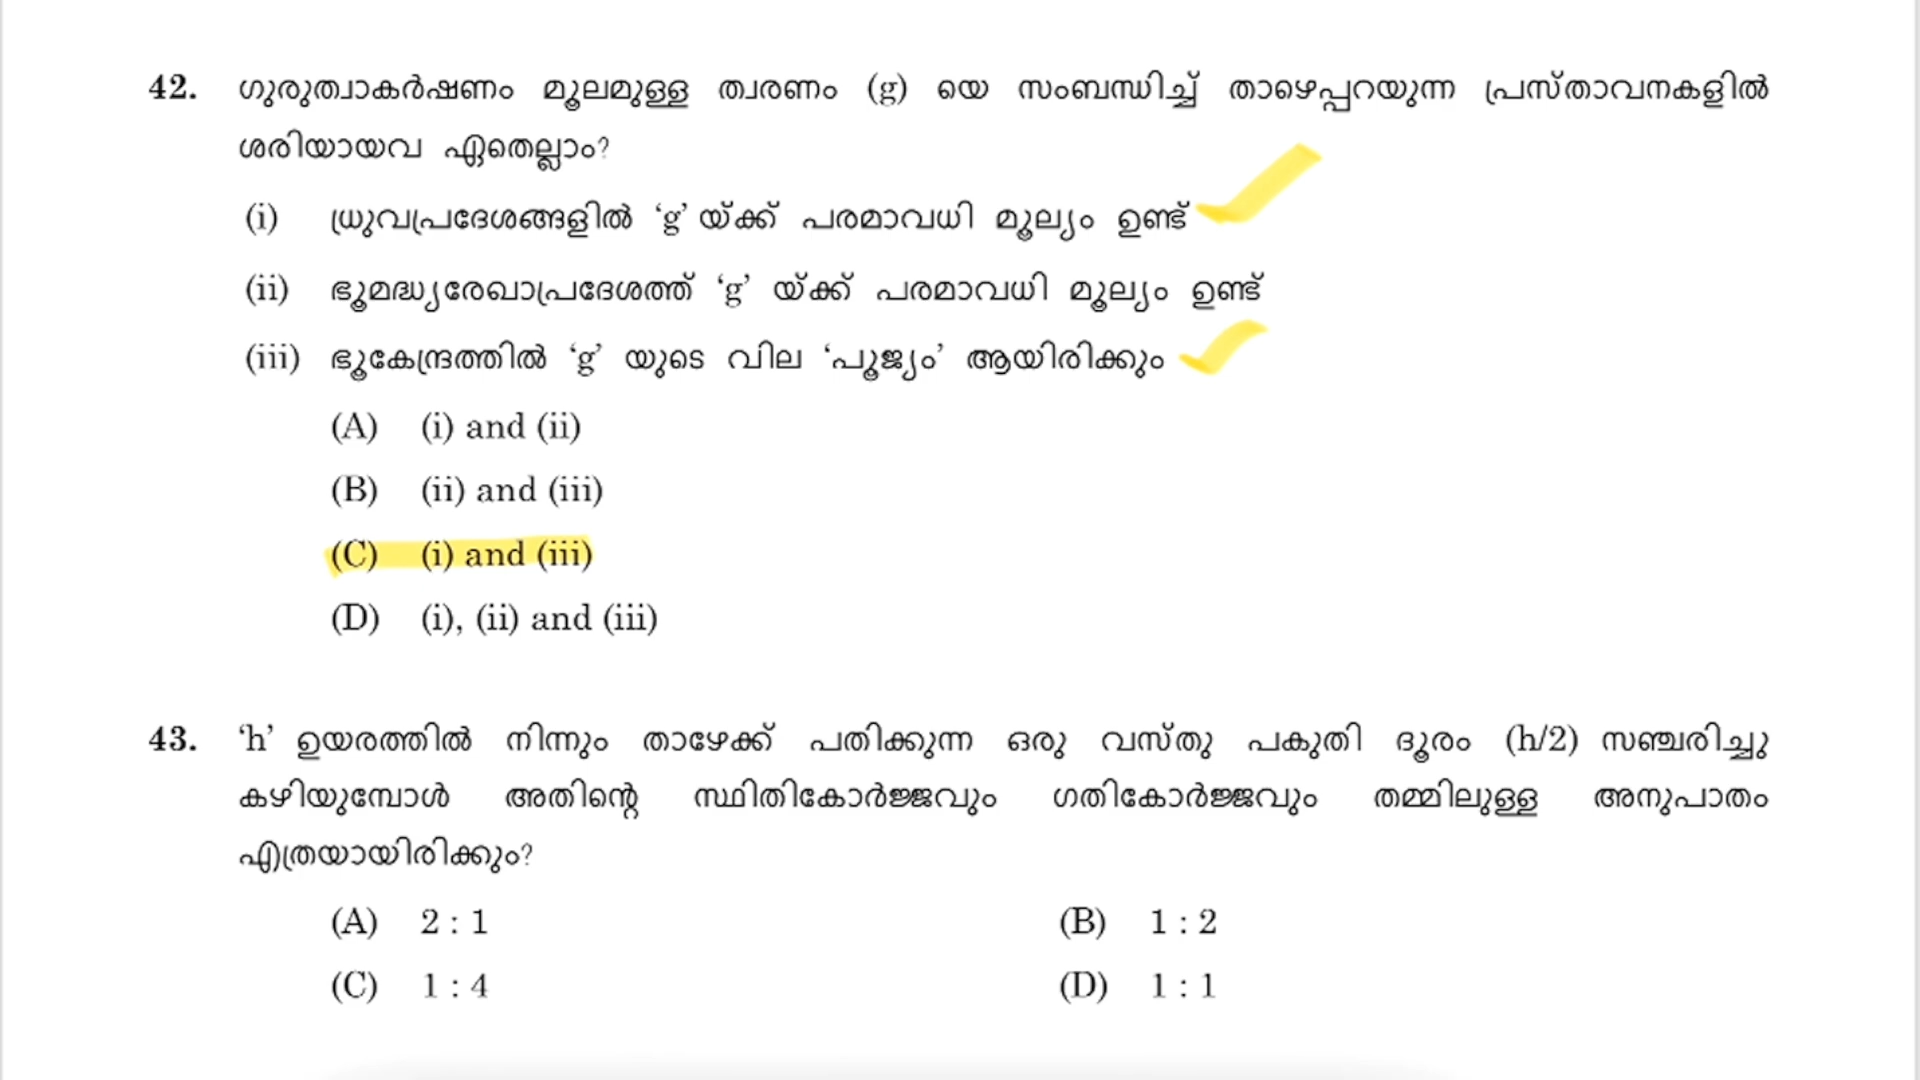 42. ഗുരുത്വാകർഷണം മൂലമുള്ള ത്വരണം (g) യെ സംബന്ധിച്ച് താഴെപ്പറയുന്ന പ്രസ്താവനകളിൽ
ശരിയായവ ഏതെല്ലാം?
(i) ധ്രുവപ്രദേശങ്ങളിൽ ‘g’ യ്ക്ക് പരമാവധി മൂല്യം ഉണ്ട്
(ii) ഭൂമദ്ധ്യരേഖാപ്രദേശത്ത് ‘g’ യ്ക്ക് പരമാവധി മൂല്യം ഉണ്ട്
(iii) ഭൂകേന്ദ്രത്തിൽ ‘g’ യുടെ വില ‘പൂജ്യം’ ആയിരിക്കും
(A) (i) and (ii)
(B) (ii) and (iii)
(C) (i) and (iii)
(D) (i), (ii) and (iii)
43. ‘h’ ഉയരത്തിൽ നിന്നും താഴേക്ക് പതിക്കുന്ന ഒരു വസ്തു പകുതി ദൂരം (h/2) സഞ്ചരിച്ചു
കഴിയുമ്പോൾ അതിന്റെ സ്ഥിതികോർജ്ജവും ഗതികോർജ്ജവും തമ്മിലുള്ള അനുപാതം
എത്രയായിരിക്കും?
(A) 2 : 1 (B) 1 : 2
(C) 1 : 4 (D) 1 : 1